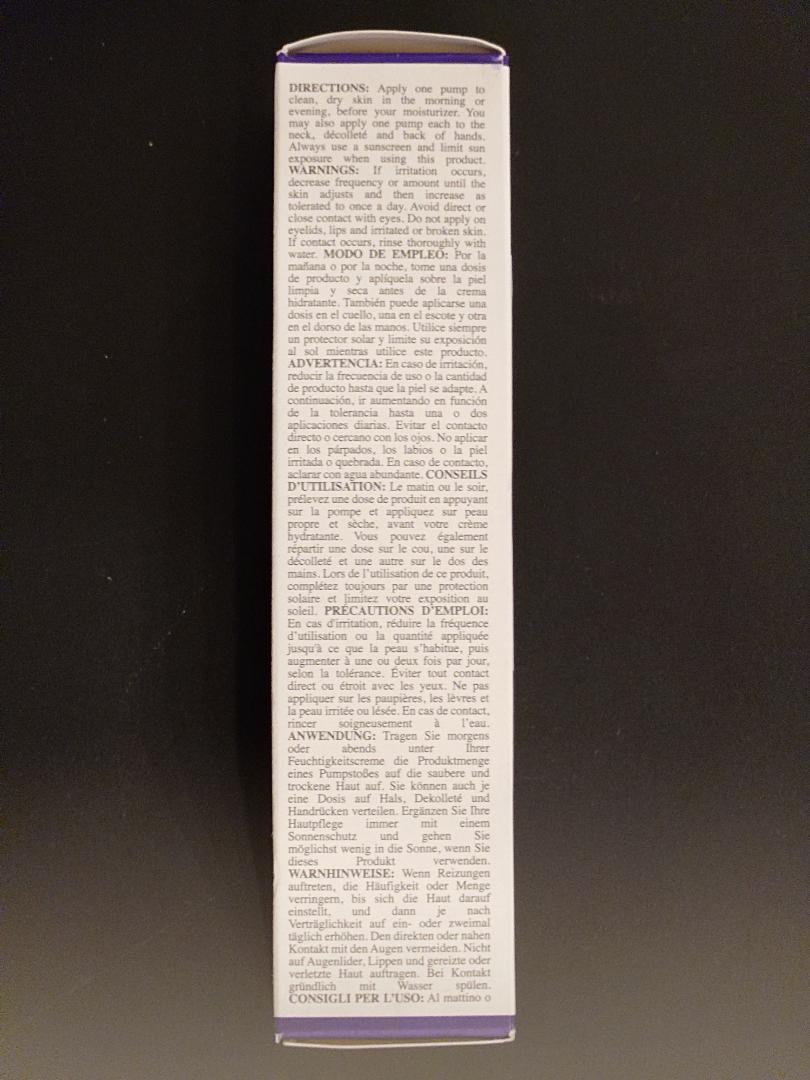 DIRECTIONS: Apply one pump to
clean, dry skin in the morning or
evening, before your moisturizer. You
may also apply one pump each to the
neck, décolleté and back of hands.
Always use a sunscreen and limit sun
exposure when using this product.
WARNINGS: If irritation occurs,
decrease frequency or amount until the
skin adjusts and then increase as
tolerated to once a day. Avoid direct or
close contact with eyes. Do not apply on
eyelids, lips and irritated or broken skin.
If contact occurs, rinse thoroughly with
water. MODO DE EMPLEO: Por la
mañana o por la noche, tome una dosis
de producto y aplíquela sobre la piel
limpia y seca antes de la crema
hidratante. También puede aplicarse una
dosis en el cuello, una en el escote y otra
en el dorso de las manos. Utilice siempre
un protector solar y limite su exposición
al sol mientras utilice este producto.
ADVERTENCIA: En caso de irritación,
reducir la frecuencia de uso o la cantidad
de producto hasta que la piel se adapte. A
continuación, ir aumentando en función
de la tolerancia hasta una o dos
aplicaciones diarias. Evitar el contacto
directo o cercano con los ojos. No aplicar
en los párpados, los labios o la piel
irritada o quebrada. En caso de contacto,
aclarar con agua abundante. CONSEILS
D'UTILISATION: Le matin ou le soir,
prélevez une dose de produit en appuyant
sur la pompe et appliquez sur peau
propre et sèche, avant votre crème
hydratante. Vous pouvez également
répartir une dose sur le cou, une sur le
décolleté et une autre sur le dos des
mains. Lors de l'utilisation de ce produit,
complétez toujours par une protection
solaire et limitez votre exposition au
soleil. PRÉCAUTIONS D'EMPLOI:
En cas d'irritation, réduire la fréquence
d'utilisation ou la quantité appliquée
jusqu'à ce que la peau s'habitue, puis
augmenter à une ou deux fois par jour,
selon la tolérance. Éviter tout contact
direct ou étroit avec les yeux. Ne pas
appliquer sur les paupières, les lèvres et
la peau irritée ou lésée. En cas de contact,
rincer soigneusement à l'eau.
ANWENDUNG: Tragen Sie morgens
oder abends unter Ihrer
Feuchtigkeitscreme die Produktmenge
eines Pumpstoßes auf die saubere und
trockene Haut auf. Sie können auch je
eine Dosis auf Hals, Dekolleté und
Handrücken verteilen. Ergänzen Sie Ihre
Hautpflege immer mit einem
Sonnenschutz und gehen Sie
möglichst wenig in die Sonne, wenn Sie
dieses Produkt verwenden.
WARNHINWEISE: Wenn Reizungen
auftreten, die Häufigkeit oder Menge
verringern, bis sich die Haut darauf
einstellt, und dann je nach
Verträglichkeit auf ein- oder zweimal
täglich erhöhen. Den direkten oder nahen
Kontakt mit den Augen vermeiden. Nicht
auf Augenlider, Lippen und gereizte oder
verletzte Haut auftragen. Bei Kontakt
gründlich mit Wasser spülen.
CONSIGLI PER L'USO: Al mattino o